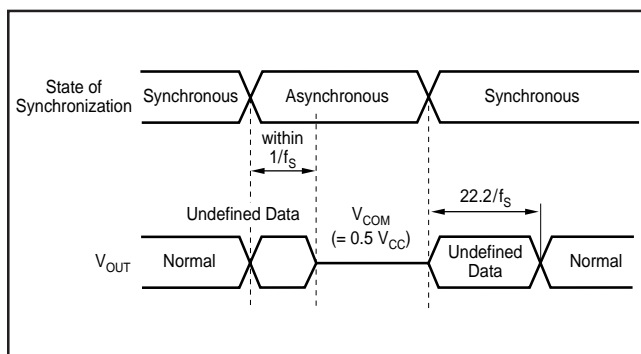 State of
Synchronization
Synchronous
Asynchronous
Synchronous
within
1/fS
22.2/fS
Undefined Data
VCOM
(= 0.5 VCC)
VOUT
Normal
Undefined
Data
Normal